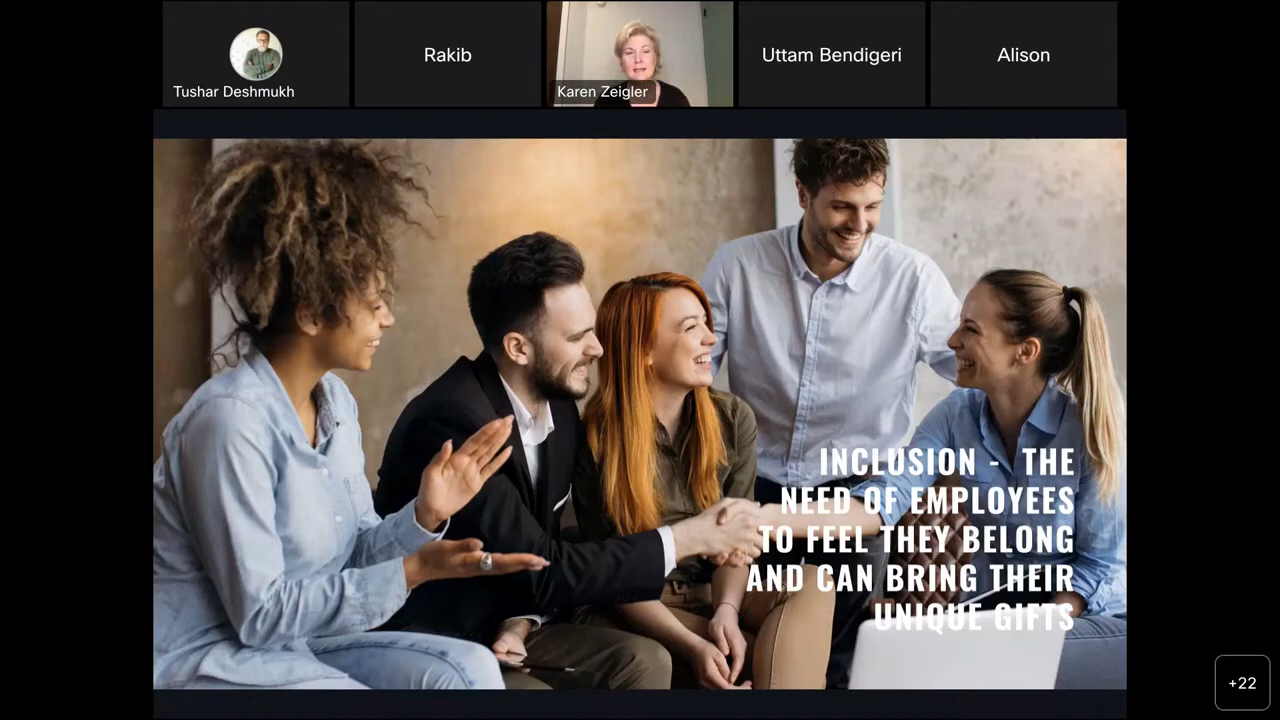 Tushar Deshmukh
Rakib
Karen Zeigler
Uttam Bendigeri
Alison
INCLUSION - THE
NEED OF EMPLOYEES
TO FEEL THEY BELONG
AND CAN BRING THEIR
UNIQUE GIFTS
+22